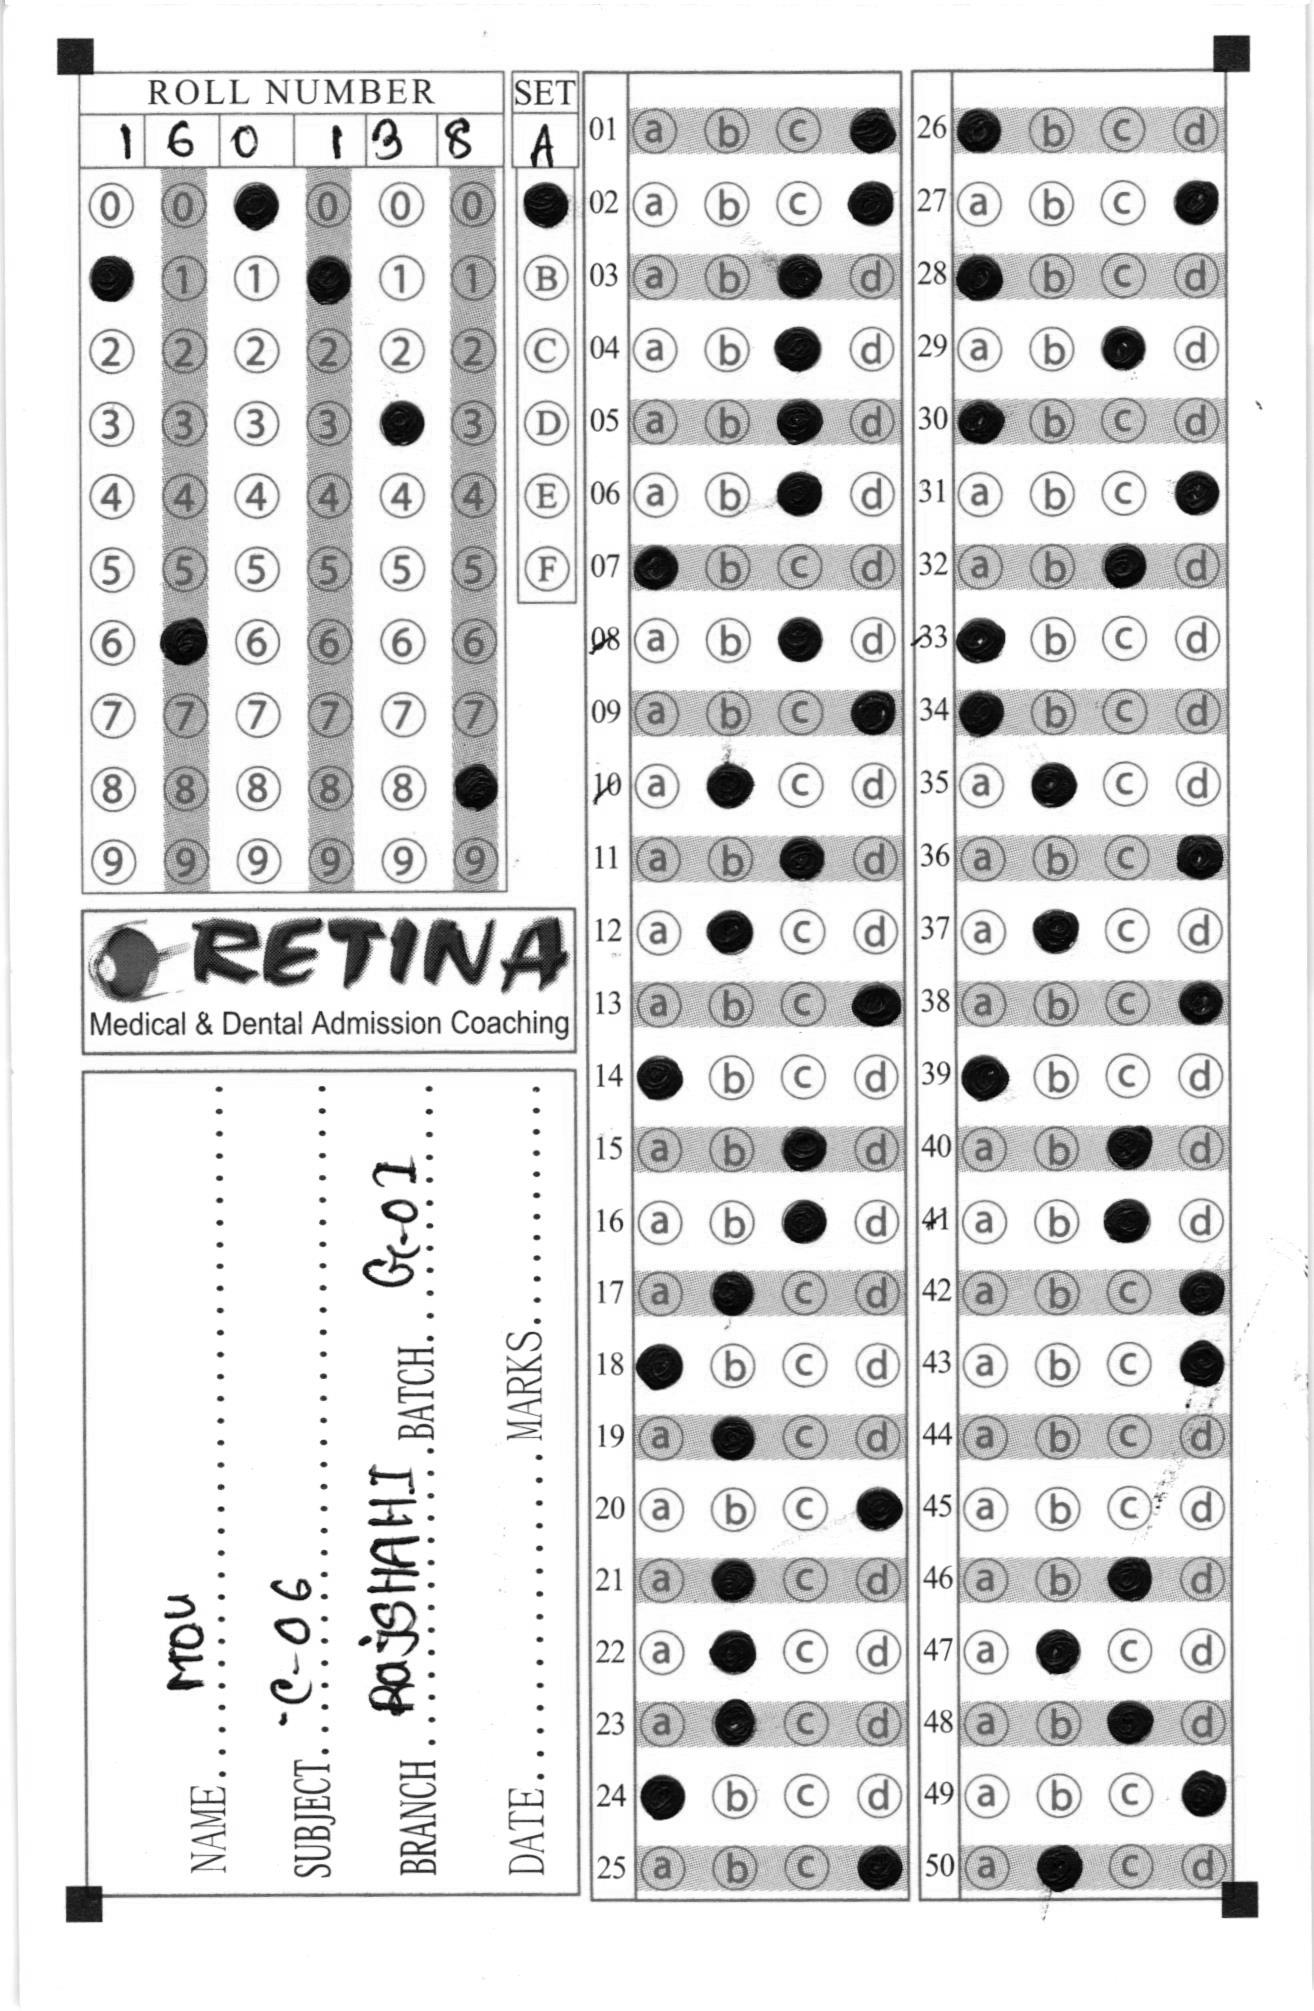 ROLL NUMBER
1 6 0 1 3 8
0 0 0 0 0
1 1 1 1
2 2 2 2 2 2
3 3 3 3 3
4 4 4 4 4 4
5 5 5 5 5 5
6 6 6 6 6
7 7 7 7 7 7
8 8 8 8 8
9 9 9 9 9 9
SET
A
B
C
D
E
F
RETINA
Medical & Dental Admission Coaching
NAME MOU
SUBJECT C-06
BRANCH RAjSHAHI BATCH G-01
DATE MARKS
01 a b c
02 a b c
03 a b d
04 a b d
05 a b d
06 a b d
07 b c d
08 a b d
09 a b c
10 a c d
11 a b d
12 a c d
13 a b c
14 b c d
15 a b d
16 a b d
17 a c d
18 b c d
19 a c d
20 a b c
21 a c d
22 a c d
23 a c d
24 b c d
25 a b c
26 b c d
27 a b c
28 b c d
29 a b d
30 b c d
31 a b c
32 a b d
33 b c d
34 b c d
35 a c d
36 a b c
37 a c d
38 a b c
39 b c d
40 a b d
41 a b d
42 a b c
43 a b c
44 a b c d
45 a b c d
46 a b d
47 a c d
48 a b d
49 a b c
50 a c d